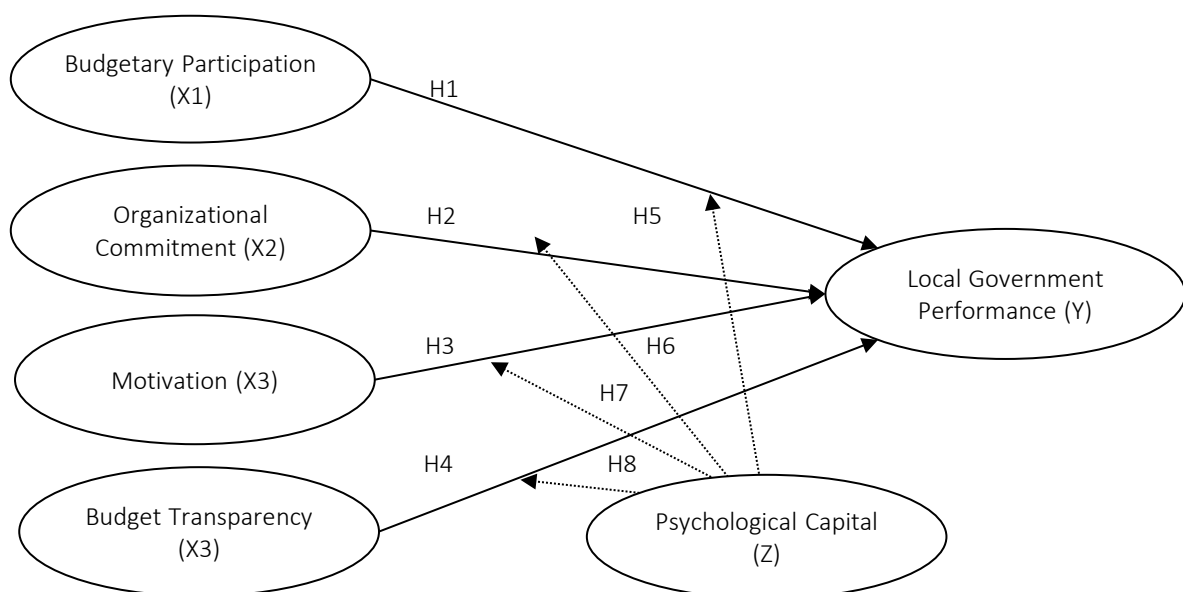 Budgetary Participation
(X1)
H1
Organizational
Commitment (X2)
H2
H5
Local Government
Performance (Y)
Motivation (X3)
H3
H6
H7
Budget Transparency
(X3)
H4
H8
Psychological Capital
(Z)